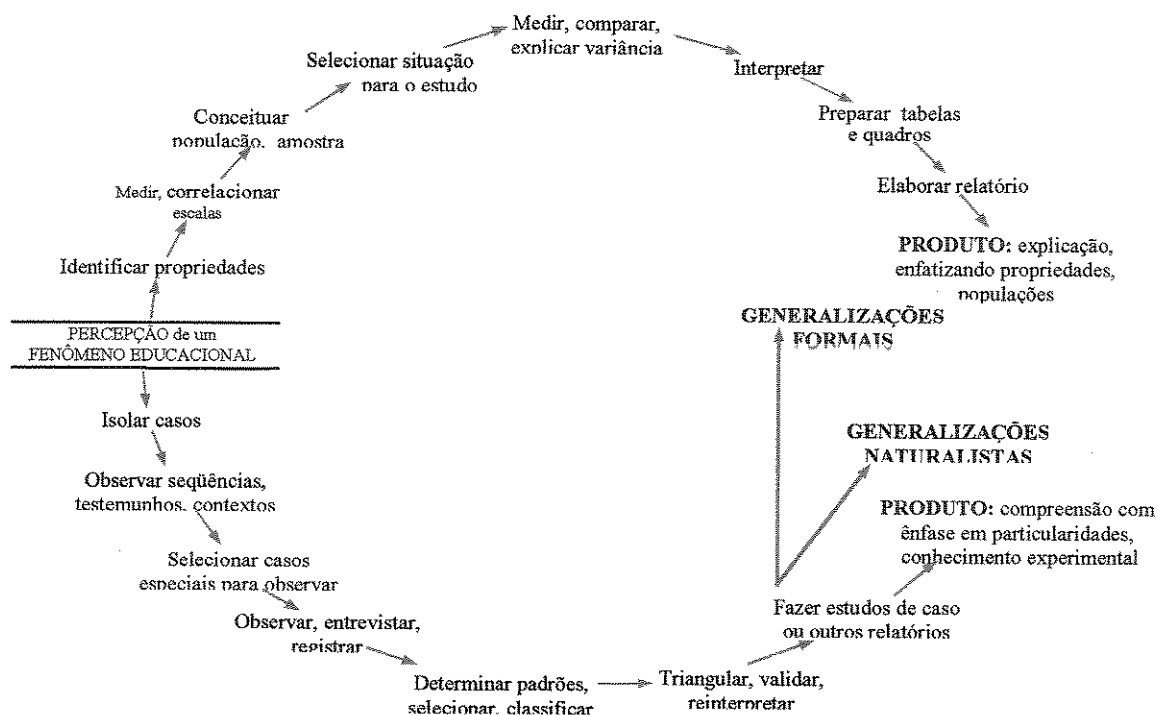 Medir, comparar,
explicar variância
Selecionar situação
para o estudo
Interpretar
Conceituar
população, amostra
Preparar tabelas
e quadros
Medir, correlacionar
escalas
Elaborar relatório
Identificar propriedades
PRODUTO: explicação,
enfatizando propriedades,
populações
GENERALIZAÇÕES
FORMAIS
PERCEPÇÃO de um
FENÔMENO EDUCACIONAL
Isolar casos
GENERALIZAÇÕES
NATURALISTAS
Observar seqüências,
testemunhos, contextos
PRODUTO: compreensão com
ênfase em particularidades,
conhecimento experimental
Selecionar casos
especiais para observar
Observar, entrevistar,
registrar
Fazer estudos de caso
ou outros relatórios
Determinar padrões,
selecionar, classificar
Triangular, validar,
reinterpretar